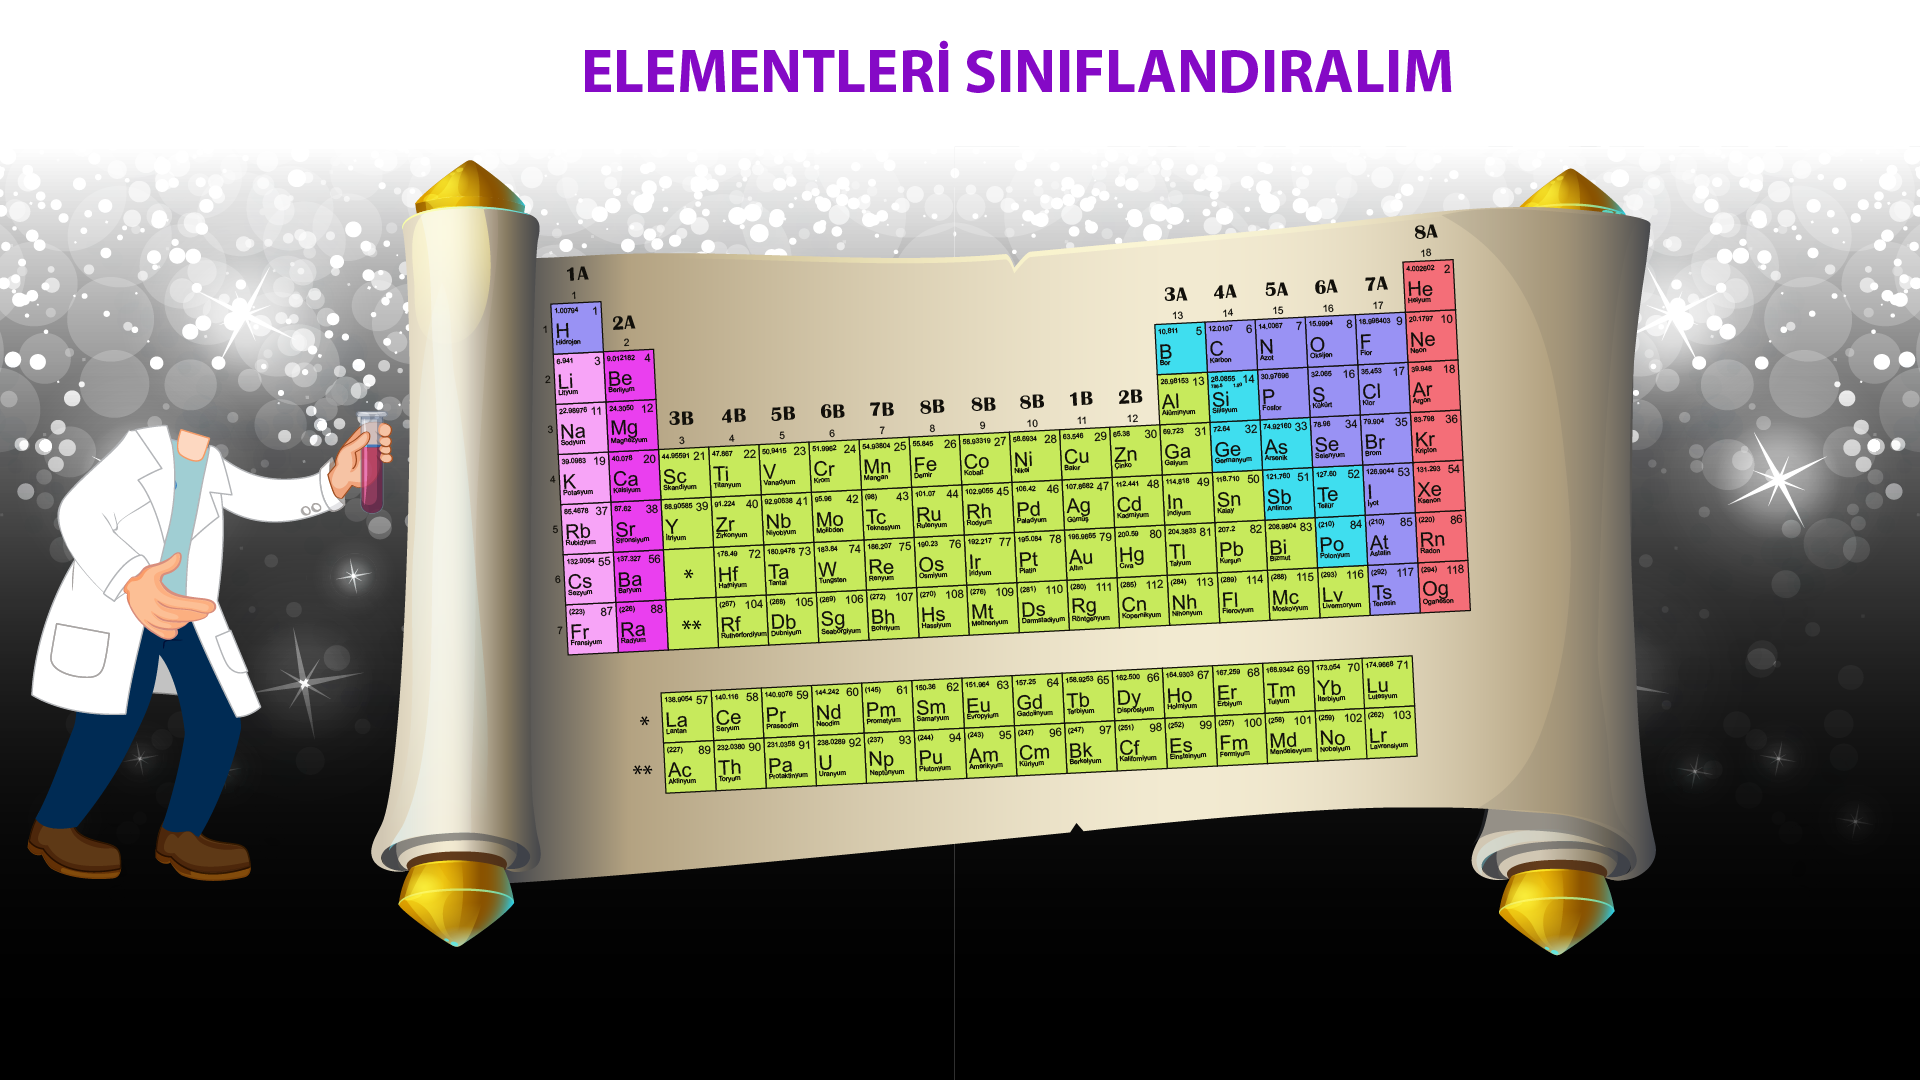 ELEMENTLERİ SINIFLANDIRALIM
8A
18
1A
1
4.002602 2
He
Helyum
3A 4A 5A 6A 7A
13 14 15 16 17
1
1.00794 1
H
Hidrojen
2A
2
10.811 5 12.0107 6 14.0067 7 15.9994 8 18.998403 9 20.1797 10
B C N O F Ne
Bor Karbon Azot Oksijen Flor Neon
2
6.941 3 9.012182 4
Li Be
Lityum Berilyum
26.98153 13 28.0855 14 30.97696 15 32.065 16 35.453 17 39.948 18
Al Si P S Cl Ar
Alüminyum Silisyum Fosfor Kükürt Klor Argon
3
22.98976 11 24.3050 12
Na Mg
Sodyum Magnezyum
3B 4B 5B 6B 7B 8B 8B 8B 1B 2B
3 4 5 6 7 8 9 10 11 12
4
39.0983 19 40.078 20 44.95591 21 47.867 22 50.9415 23 51.9962 24 54.93804 25 55.845 26 58.93319 27 58.6934 28 63.546 29 65.38 30 69.723 31 72.64 32 74.92160 33 78.96 34 79.904 35 83.798 36
K Ca Sc Ti V Cr Mn Fe Co Ni Cu Zn Ga Ge As Se Br Kr
Potasyum Kalsiyum Skandiyum Titanyum Vanadyum Krom Mangan Demir Kobalt Nikel Bakır Çinko Galyum Germanyum Arsenik Selenyum Brom Kripton
5
85.4678 37 87.62 38 88.90585 39 91.224 40 92.90638 41 95.96 42 (98) 43 101.07 44 102.9055 45 106.42 46 107.8682 47 112.441 48 114.818 49 118.710 50 121.760 51 127.60 52 126.9044 53 131.293 54
Rb Sr Y Zr Nb Mo Tc Ru Rh Pd Ag Cd In Sn Sb Te I Xe
Rubidyum Stronsiyum İtriyum Zirkonyum Niyobyum Molibden Teknesyum Rutenyum Rodyum Paladyum Gümüş Kadmiyum İndiyum Kalay Antimon Tellür İyot Ksenon
6
132.9054 55 137.327 56 * 178.49 72 180.9478 73 183.84 74 186.207 75 190.23 76 192.217 77 195.084 78 196.9665 79 200.59 80 204.3833 81 207.2 82 208.9804 83 (210) 84 (210) 85 (220) 86
Cs Ba Hf Ta W Re Os Ir Pt Au Hg Tl Pb Bi Po At Rn
Sezyum Baryum Hafniyum Tantal Tungsten Renyum Osmiyum İridyum Platin Altın Civa Talyum Kurşun Bizmut Polonyum Astatin Radon
7
(223) 87 (226) 88 ** (267) 104 (268) 105 (269) 106 (272) 107 (270) 108 (276) 109 (281) 110 (280) 111 (285) 112 (284) 113 (289) 114 (288) 115 (293) 116 (292) 117 (294) 118
Fr Ra Rf Db Sg Bh Hs Mt Ds Rg Cn Nh Fl Mc Lv Ts Og
Fransiyum Radyum Rutherfordiyum Dubniyum Seaborgiyum Bohriyum Hassiyum Meitneriyum Darmstadtiyum Röntgenyum Kopernikyum Nihonyum Flerovyum Moskovyum Livermoryum Tenesin Oganeson
*
138.9054 57 140.116 58 140.9076 59 144.242 60 (145) 61 150.36 62 151.964 63 157.25 64 158.9253 65 162.500 66 164.9303 67 167.259 68 168.9342 69 173.054 70 174.9668 71
La Ce Pr Nd Pm Sm Eu Gd Tb Dy Ho Er Tm Yb Lu
Lantan Seryum Praseodim Neodim Prometyum Samaryum Evropyium Gadolinyum Terbiyum Disprosiyum Holmiyum Erbiyum Tulyum İterbiyum Lutesyum
**
(227) 89 232.0380 90 231.0358 91 238.0289 92 (237) 93 (244) 94 (243) 95 (247) 96 (247) 97 (251) 98 (252) 99 (257) 100 (258) 101 (259) 102 (262) 103
Ac Th Pa U Np Pu Am Cm Bk Cf Es Fm Md No Lr
Aktinyum Toryum Protaktinyum Uranyum Neptünyum Plutonyum Amerikyum Küriyum Berkelyum Kaliforniyum Einsteinyum Fermiyum Mendelevyum Nobelyum Lavrensiyum